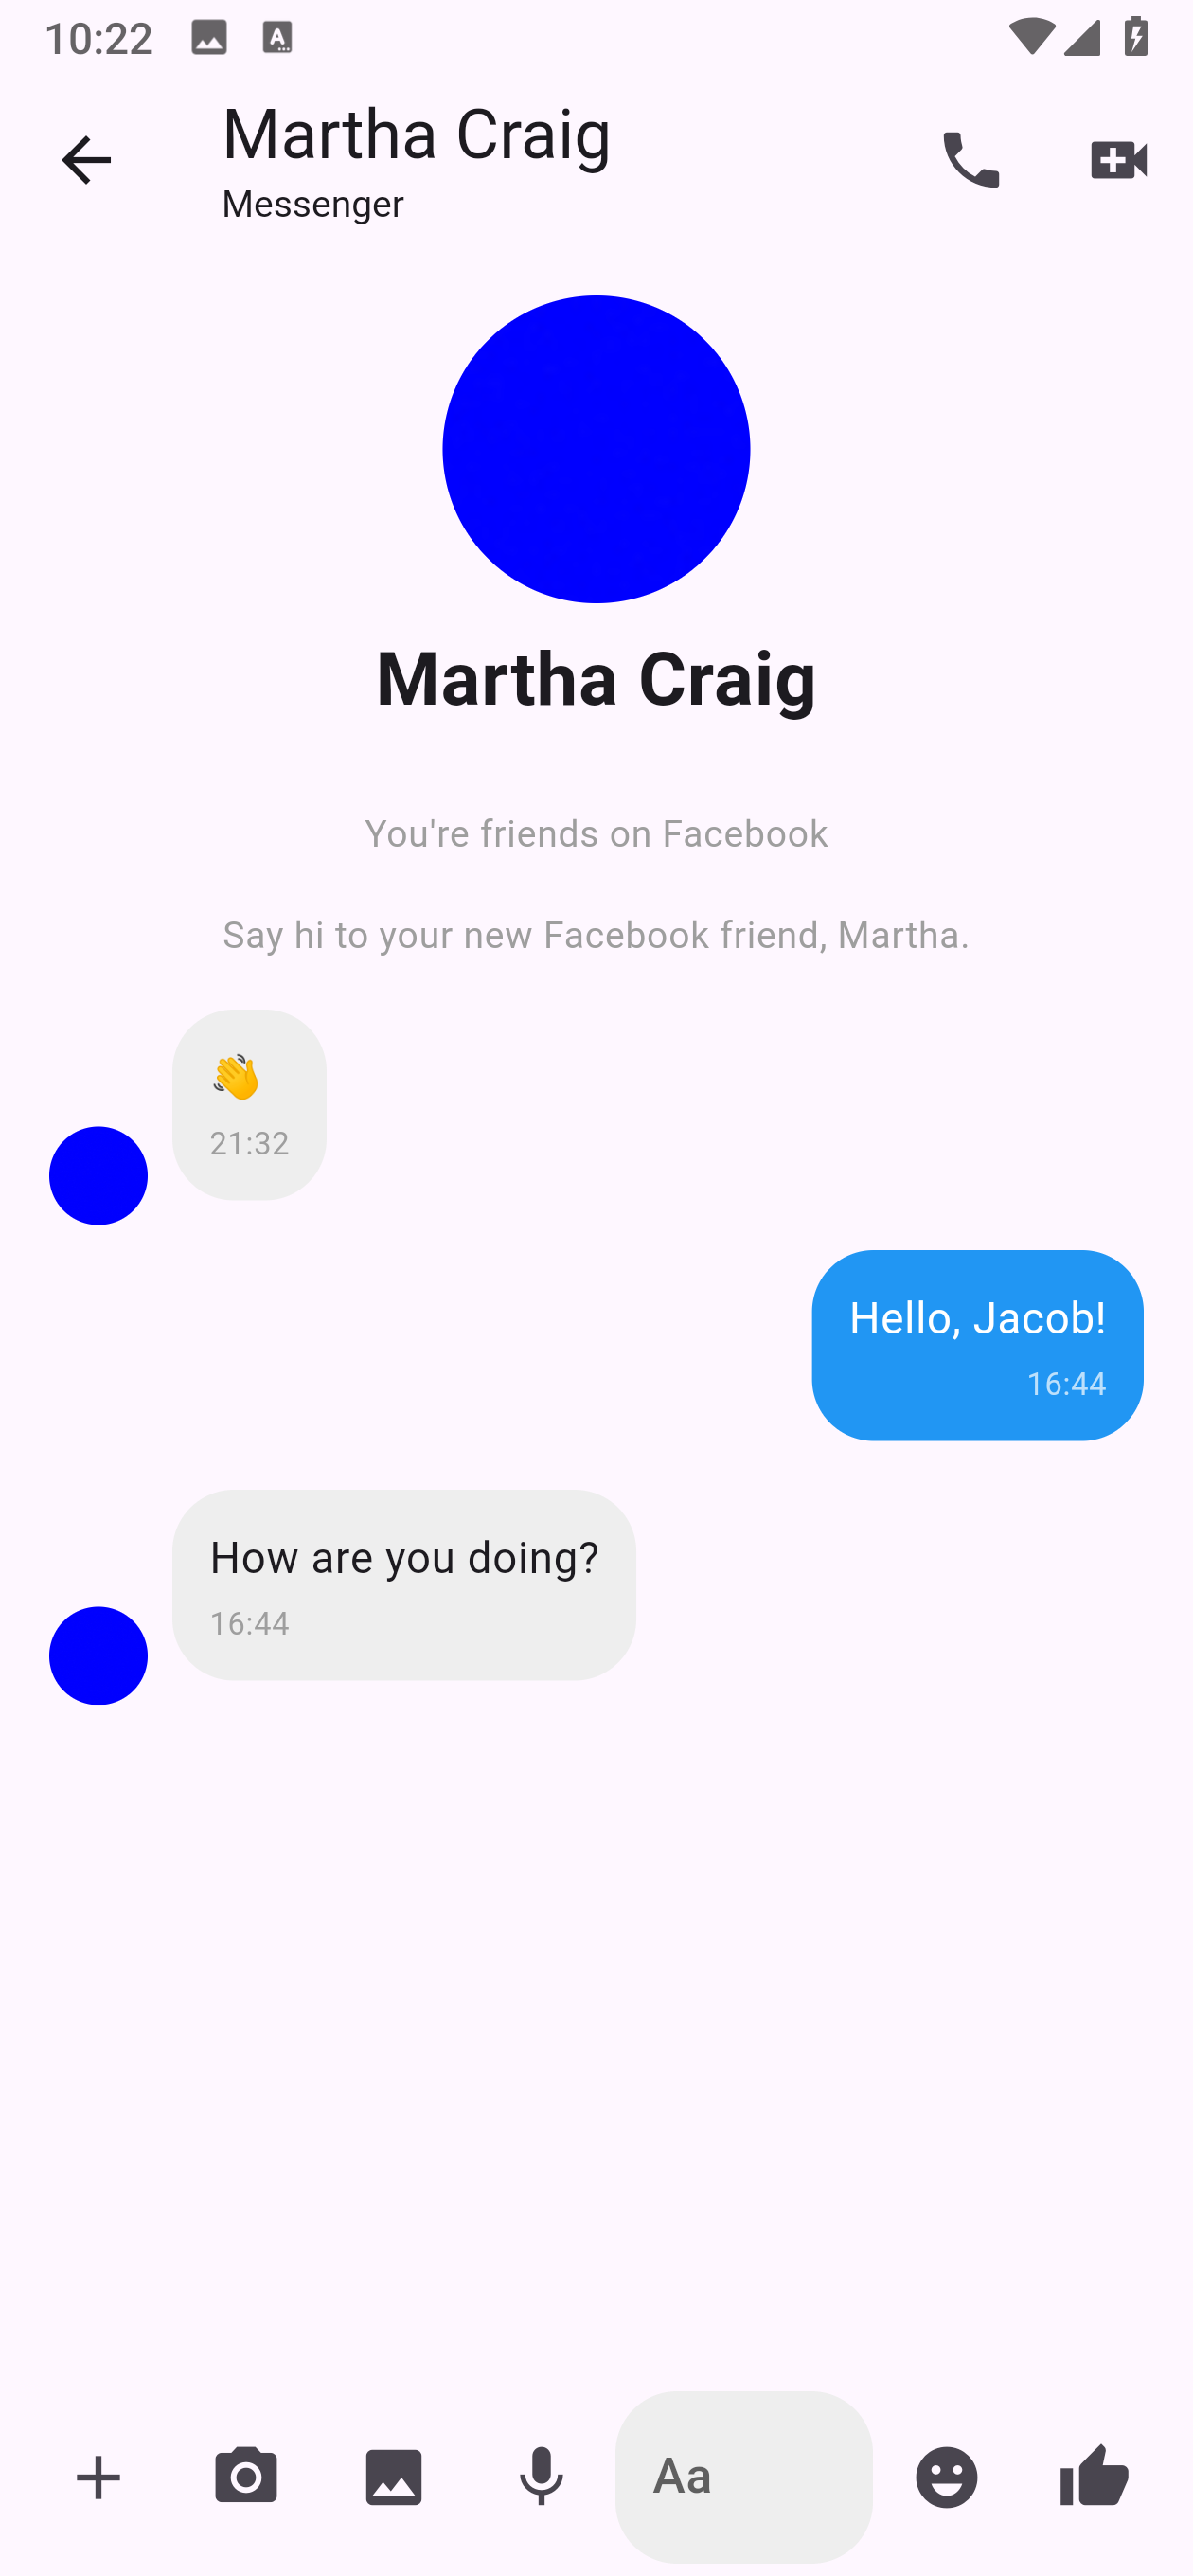 10:22
Martha Craig
Messenger
Martha Craig
You're friends on Facebook
Say hi to your new Facebook friend, Martha.
👋
21:32
Hello, Jacob!
16:44
How are you doing?
16:44
Aa